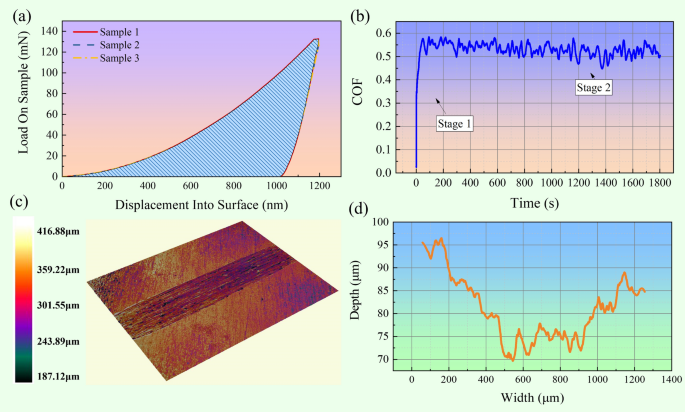 (a)
Sample 1
Sample 2
Sample 3
Load On Sample (mN)
140
120
100
80
60
40
20
0
0 200 400 600 800 1000 1200
Displacement Into Surface (nm)
(b)
COF
0.6
0.5
0.4
0.3
0.2
0.1
0.0
Stage 1
Stage 2
0 200 400 600 800 1000 1200 1400 1600 1800
Time (s)
(c)
416.88μm
359.22μm
301.55μm
243.89μm
187.12μm
(d)
Depth (μm)
100
95
90
85
80
75
70
0 200 400 600 800 1000 1200 1400
Width (μm)